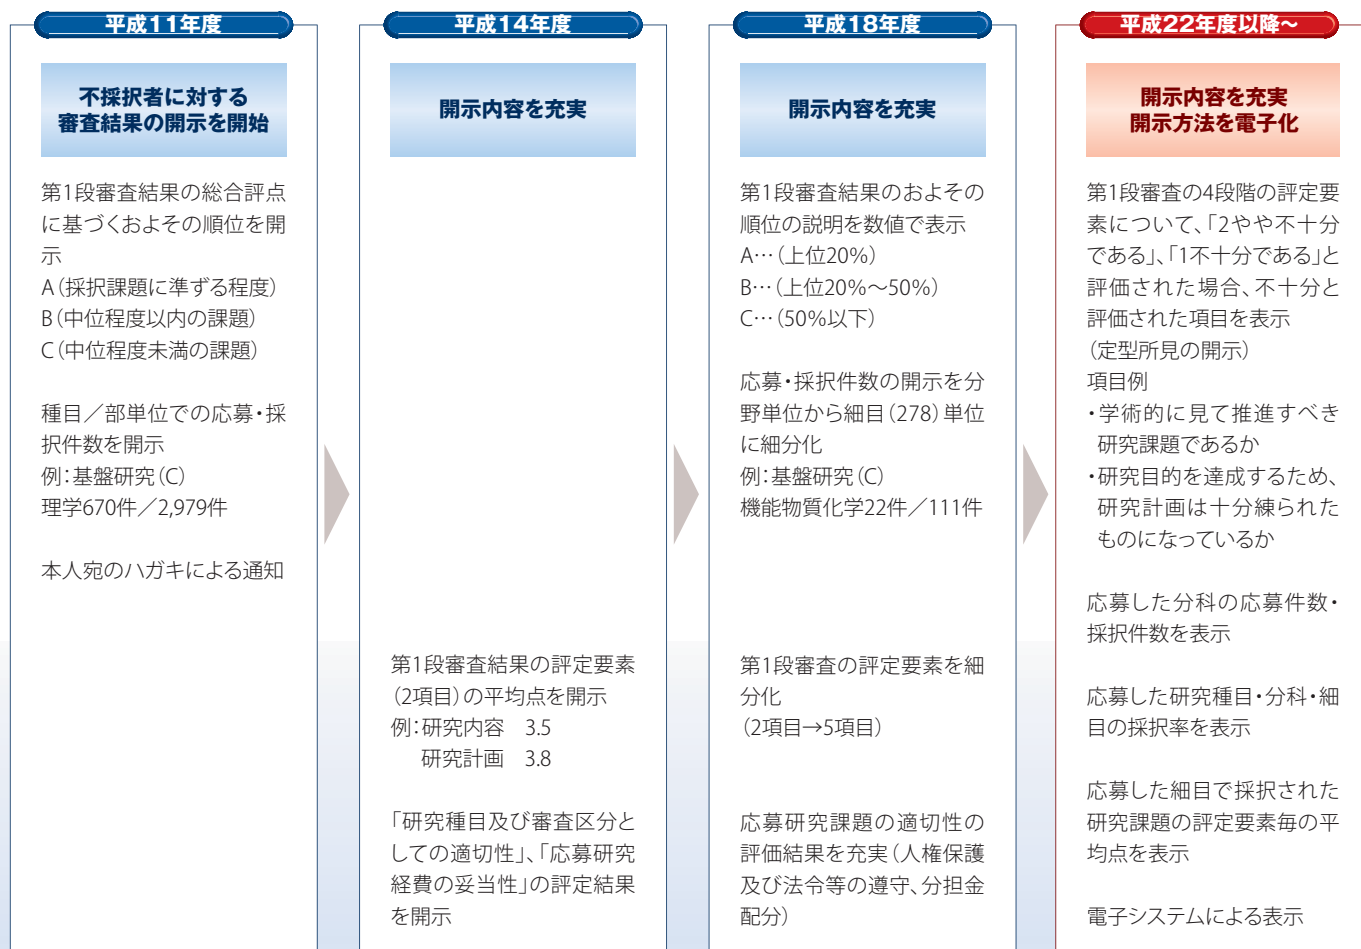 平成11年度
不採択者に対する
審査結果の開示を開始
第1段審査結果の総合評点
に基づくおよその順位を開
示
A（採択課題に準ずる程度）
B（中位程度以内の課題）
C（中位程度未満の課題）
種目／部単位での応募・採
択件数を開示
例：基盤研究（C）
理学670件／2,979件
本人宛のハガキによる通知
平成14年度
開示内容を充実
第1段審査結果の評定要素
（2項目）の平均点を開示
例：研究内容　3.5
研究計画　3.8
「研究種目及び審査区分と
しての適切性」、「応募研究
経費の妥当性」の評定結果
を開示
平成18年度
開示内容を充実
第1段審査結果のおよその
順位の説明を数値で表示
A…（上位20%）
B…（上位20%～50%）
C…（50%以下）
応募・採択件数の開示を分
野単位から細目（278）単位
に細分化
例：基盤研究（C）
機能物質化学22件／111件
第1段審査の評定要素を細
分化
（2項目→5項目）
応募研究課題の適切性の
評価結果を充実（人権保護
及び法令等の遵守、分担金
配分）
平成22年度以降～
開示内容を充実
開示方法を電子化
第1段審査の4段階の評定要
素について、「2やや不十分
である」、「1不十分である」と
評価された場合、不十分と
評価された項目を表示
（定型所見の開示）
項目例
・学術的に見て推進すべき
研究課題であるか
・研究目的を達成するため、
研究計画は十分練られた
ものになっているか
応募した分科の応募件数・
採択件数を表示
応募した研究種目・分科・細
目の採択率を表示
応募した細目で採択された
研究課題の評定要素毎の平
均点を表示
電子システムによる表示